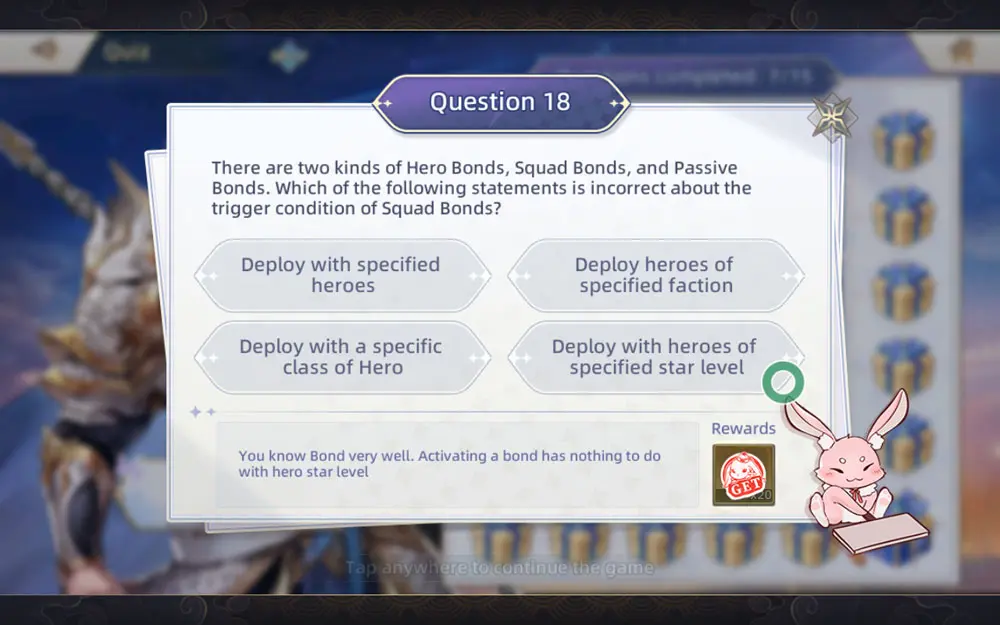 Quiz
Question 18
There are two kinds of Hero Bonds, Squad Bonds, and Passive
Bonds. Which of the following statements is incorrect about the
trigger condition of Squad Bonds?
Deploy with specified
heroes
Deploy heroes of
specified faction
Deploy with a specific
class of Hero
Deploy with heroes of
specified star level
You know Bond very well. Activating a bond has nothing to do
with hero star level
Rewards
GET
x20
Tap anywhere to continue the game